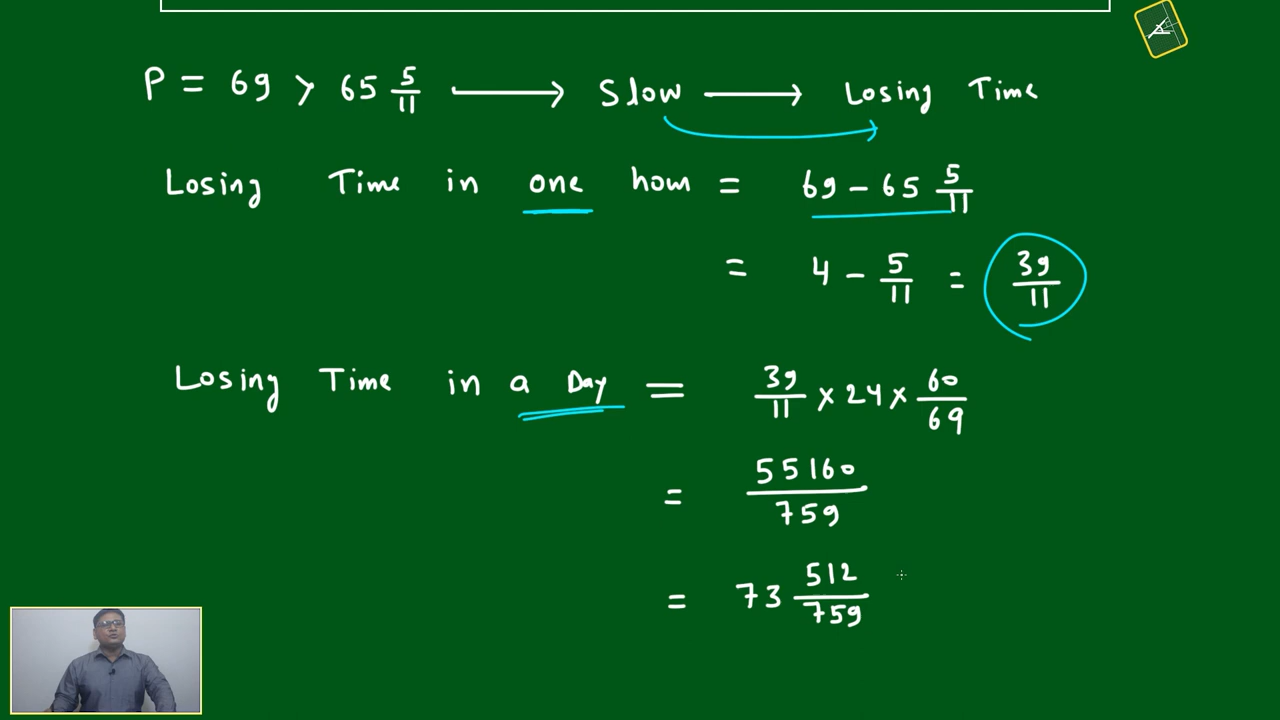 P = 69 > 65 5/11 → Slow → Losing Time
Losing Time in one hour = 69 - 65 5/11
= 4 - 5/11 = 39/11
Losing Time in a Day = 39/11 × 24 × 60/69
= 55160/759
= 73 512/759